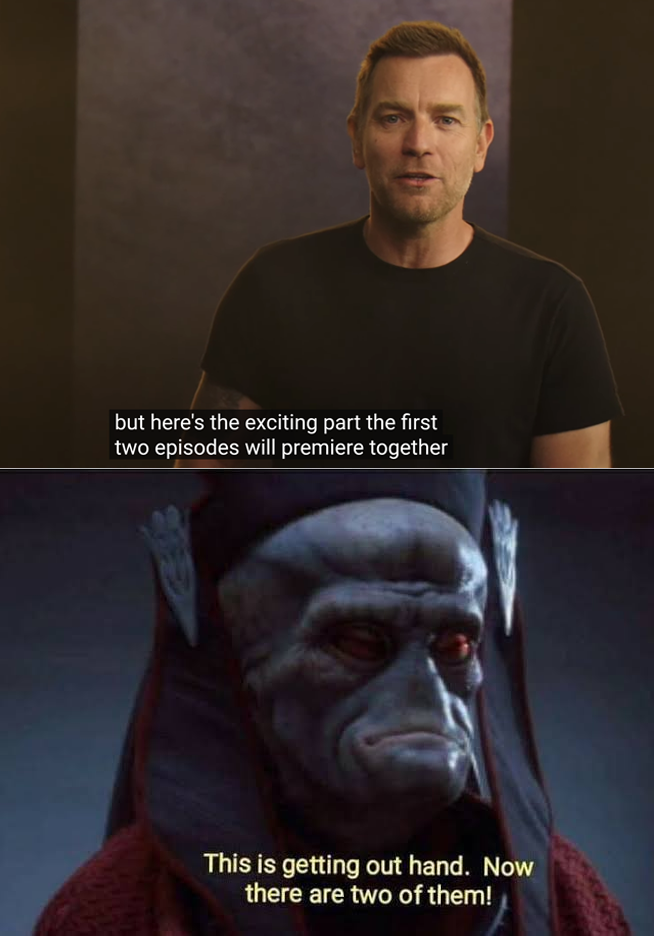 but here's the exciting part the first
two episodes will premiere together
This is getting out hand. Now
there are two of them!